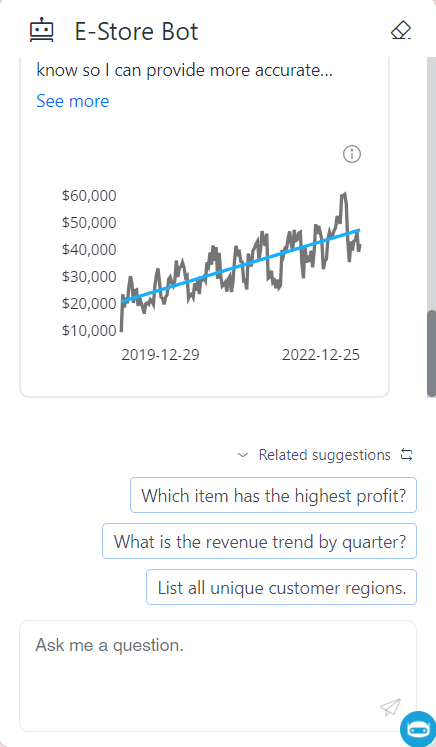 E-Store Bot
know so I can provide more accurate...
See more
$60,000
$50,000
$40,000
$30,000
$20,000
$10,000
2019-12-29 2022-12-25
Related suggestions
Which item has the highest profit?
What is the revenue trend by quarter?
List all unique customer regions.
Ask me a question.